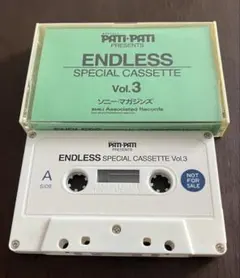 PATi・PATi
PRESENTS
ENDLESS
SPECIAL CASSETTE
Vol.3
ソニー・マガジンズ
PATi・PATi
PRESENTS
ENDLESS SPECIAL CASSETTE Vol.3
A
NOT
FOR
SALE